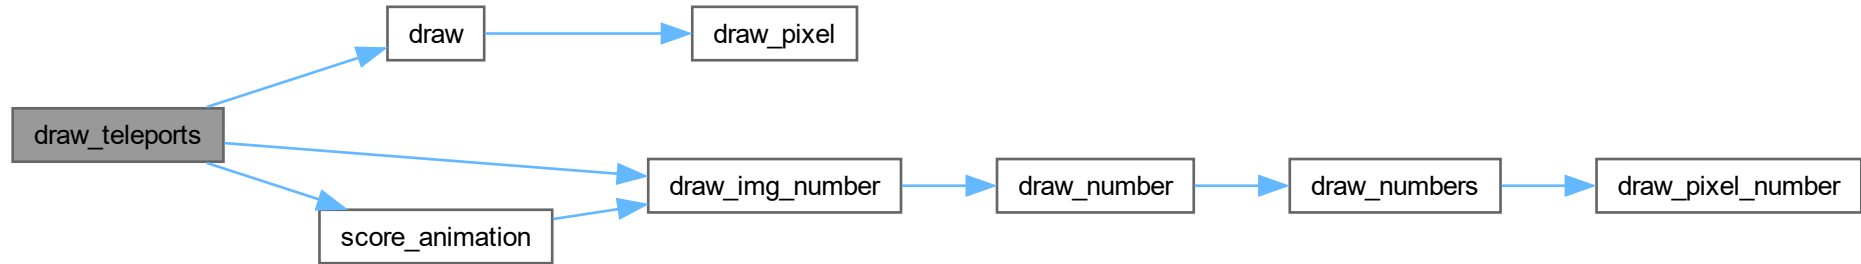 draw
draw_pixel
draw_teleports
draw_img_number
draw_number
draw_numbers
draw_pixel_number
score_animation